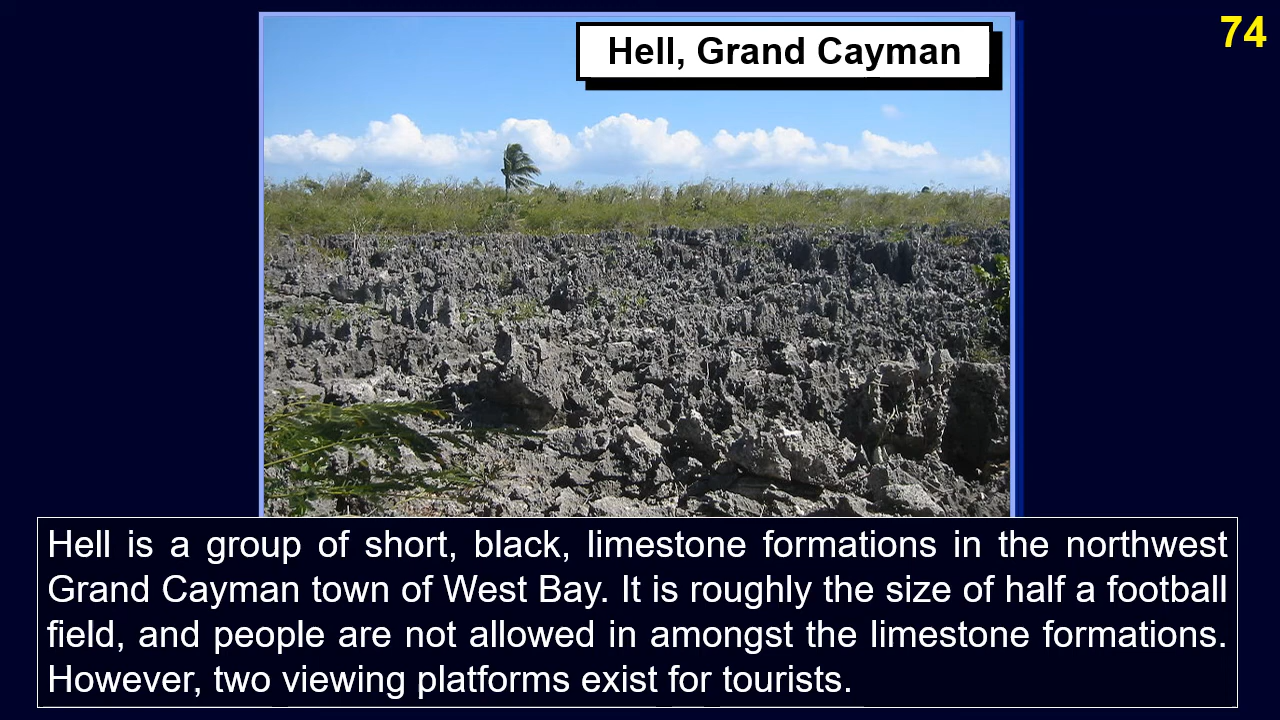 74
Hell, Grand Cayman
Hell is a group of short, black, limestone formations in the northwest
Grand Cayman town of West Bay. It is roughly the size of half a football
field, and people are not allowed in amongst the limestone formations.
However, two viewing platforms exist for tourists.